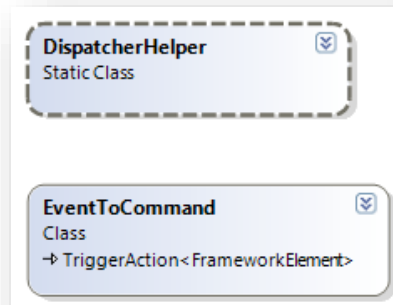 DispatcherHelper
Static Class
EventToCommand
Class
TriggerAction<FrameworkElement>